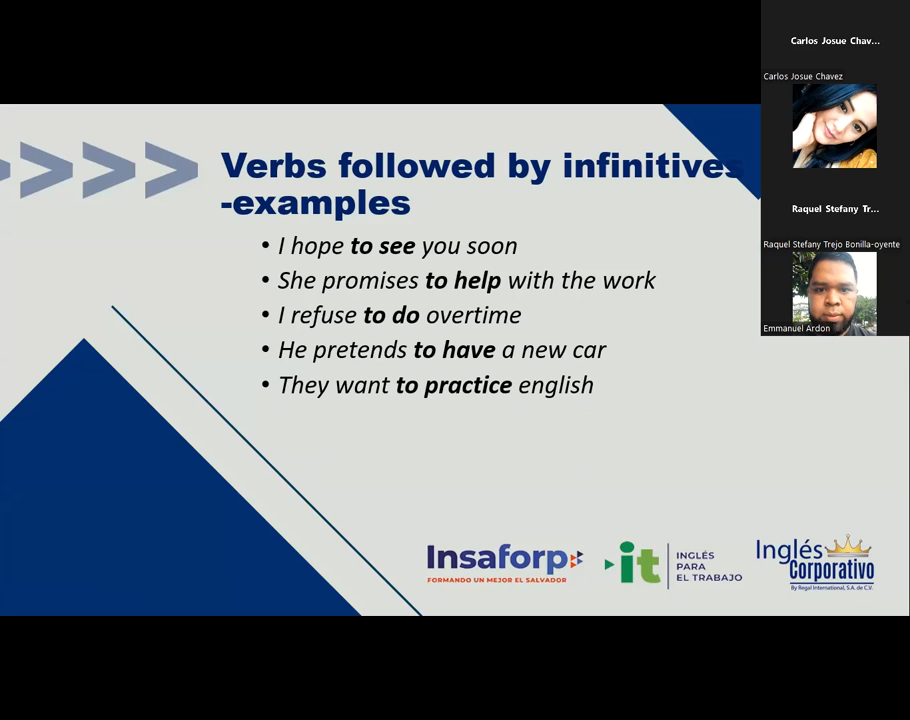 Verbs followed by infinitives
-examples
• I hope to see you soon
• She promises to help with the work
• I refuse to do overtime
• He pretends to have a new car
• They want to practice english
Insaforp
FORMANDO UN MEJOR EL SALVADOR
it
INGLÉS
PARA
EL TRABAJO
Inglés
Corporativo
By Regal International, S.A. de C.V.
Carlos Josue Chav...
Carlos Josue Chavez
Raquel Stefany Tr...
Raquel Stefany Trejo Bonilla-oyente
Emmanuel Ardon